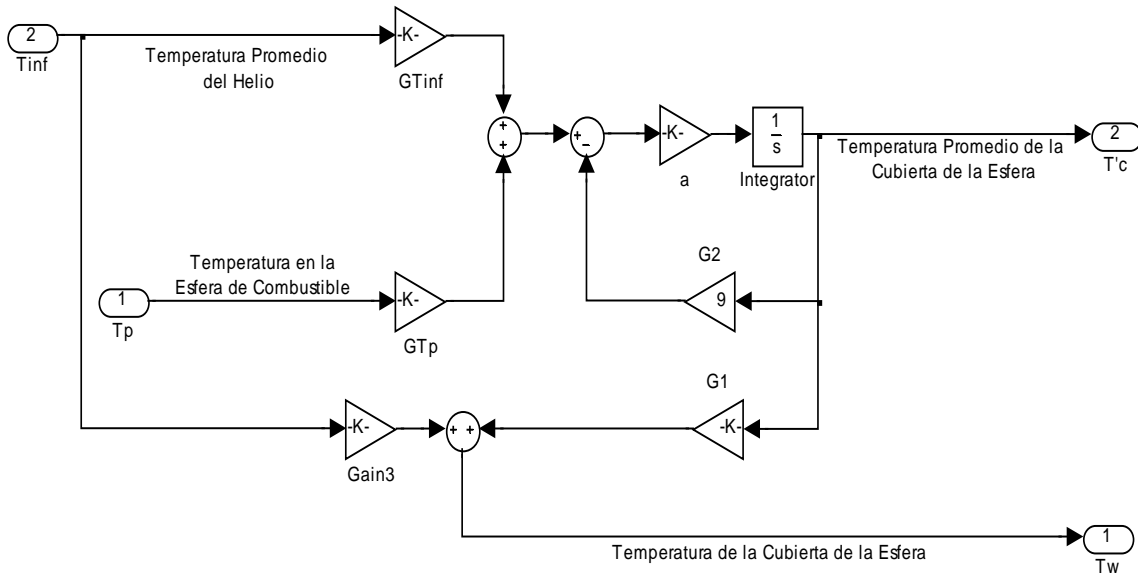 2
Tinf
Temperatura Promedio
del Helio
-K-
GTinf
+
+
+
−
-K-
a
1
s
Integrator
Temperatura Promedio de la
Cubierta de la Esfera
2
T'c
Temperatura en la
Esfera de Combustible
1
Tp
-K-
GTp
G2
9
G1
-K-
-K-
Gain3
+ +
Temperatura de la Cubierta de la Esfera
1
Tw